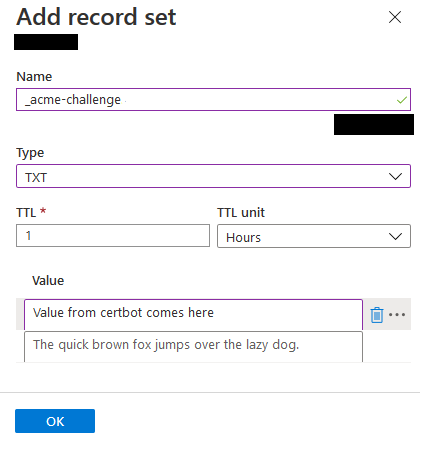 Add record set
Name
_acme-challenge
Type
TXT
TTL *
TTL unit
1
Hours
Value
Value from certbot comes here
The quick brown fox jumps over the lazy dog.
OK